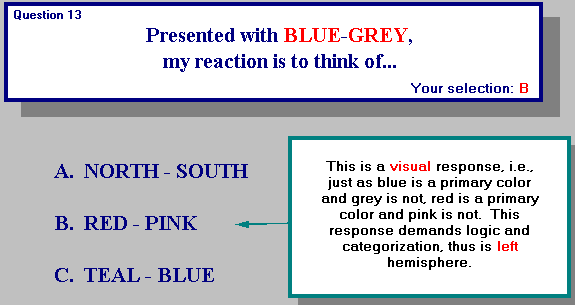 Question 13
Presented with BLUE-GREY,
my reaction is to think of...
Your selection: B
A. NORTH - SOUTH
B. RED - PINK
C. TEAL - BLUE
This is a visual response, i.e.,
just as blue is a primary color
and grey is not, red is a primary
color and pink is not. This
response demands logic and
categorization, thus is left
hemisphere.